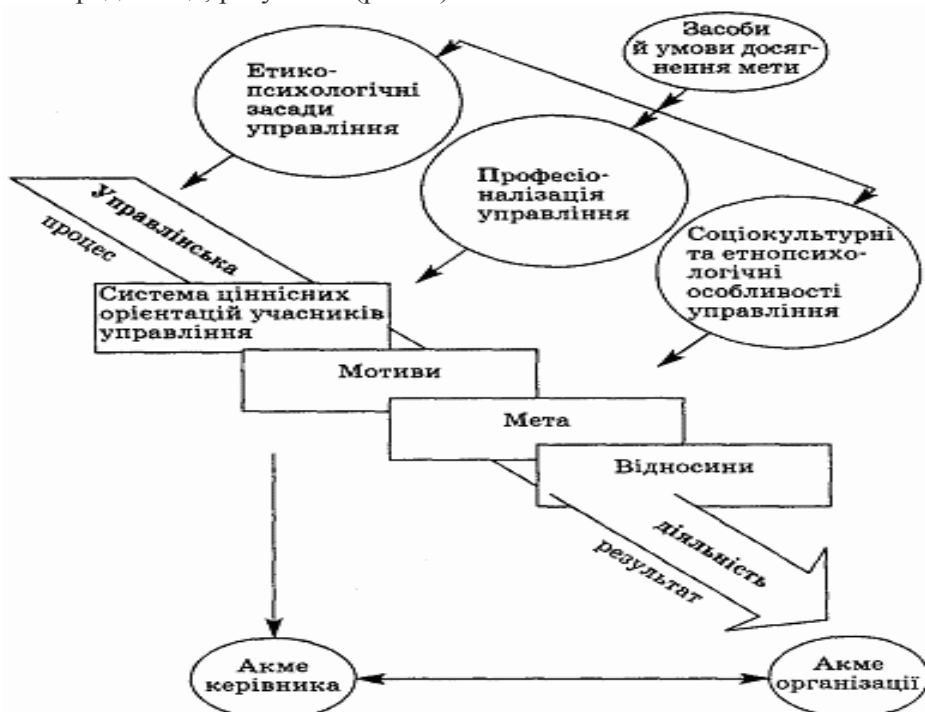 Засоби
й умови досяг-
нення мети
Етико-
психологічні
засади
управління
Професіо-
налізація
управління
Соціокультурні
та етнопсихо-
логічні
особливості
управління
Управлінська
процес
Система ціннісних
орієнтацій учасників
управління
Мотиви
Мета
Відносини
діяльність
результат
Акме
керівника
Акме
організації